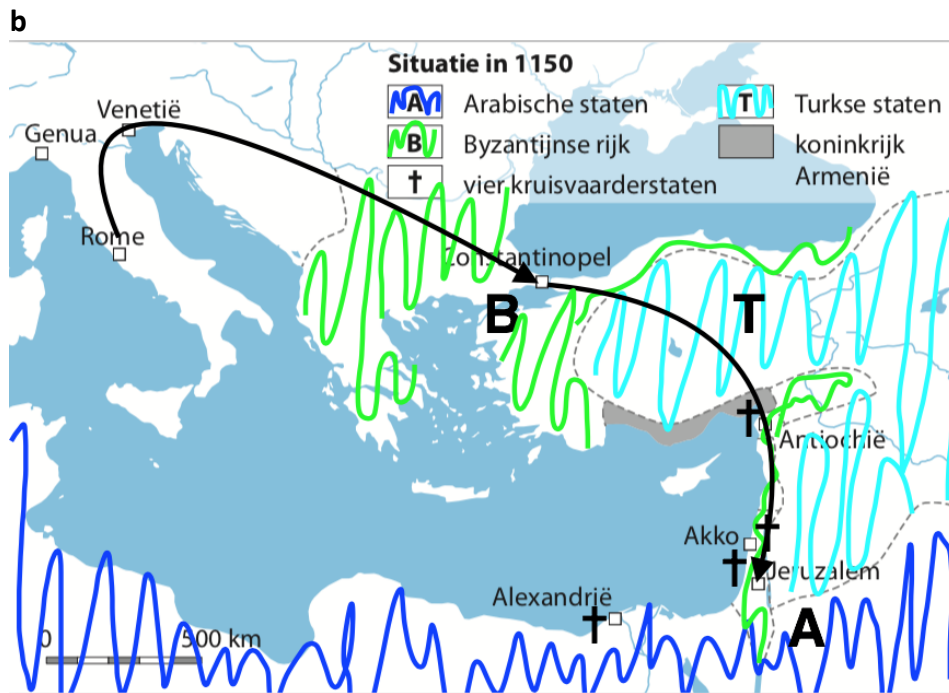 b
Situatie in 1150
A Arabische staten
T Turkse staten
B Byzantijnse rijk
koninkrijk
Armenië
vier kruisvaarderstaten
Venetië
Genua
Rome
Constantinopel
B
T
Antiochië
Akko
Jeruzalem
Alexandrië
A
0 500 km